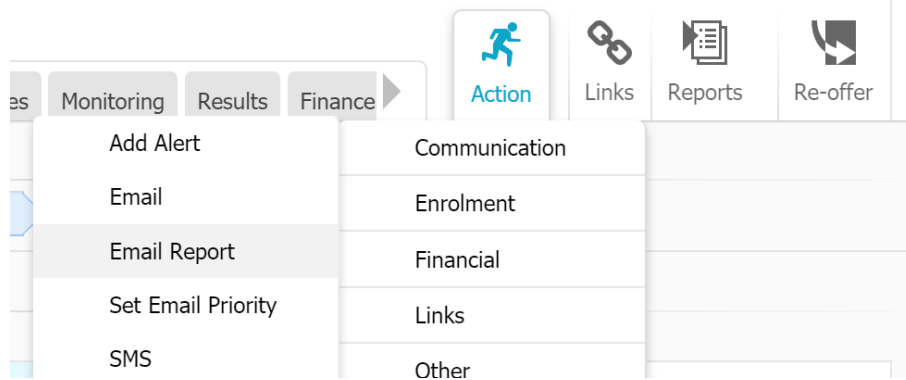 Action
Links
Reports
Re-offer
es
Monitoring
Results
Finance
Add Alert
Email
Email Report
Set Email Priority
SMS
Communication
Enrolment
Financial
Links
Other